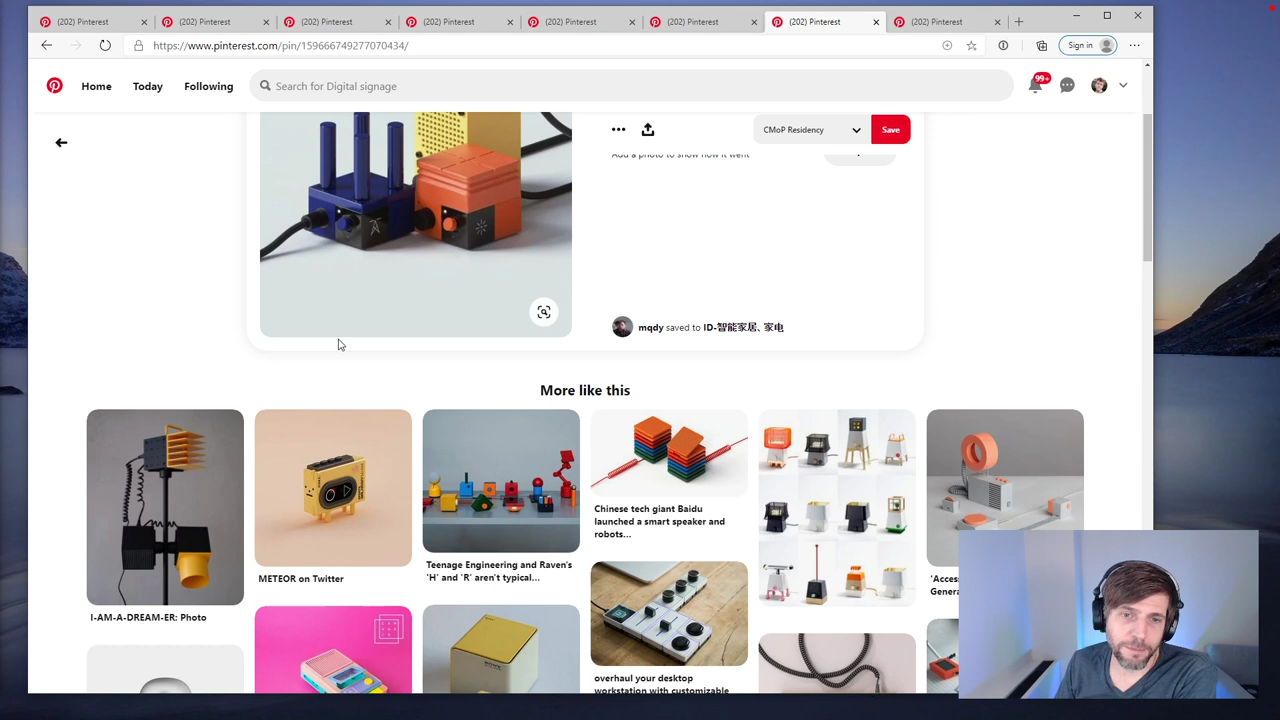 (202) Pinterest
(202) Pinterest
(202) Pinterest
(202) Pinterest
(202) Pinterest
(202) Pinterest
(202) Pinterest
(202) Pinterest
https://www.pinterest.com/pin/159666749277070434/
Sign in
Home
Today
Following
Search for Digital signage
99+
CMoP Residency
Save
Add a photo to show how it went
mqdy saved to ID-智能家居、家电
More like this
I-AM-A-DREAM-ER: Photo
METEOR on Twitter
Teenage Engineering and Raven's
'H' and 'R' aren't typical...
Chinese tech giant Baidu
launched a smart speaker and
robots...
overhaul your desktop
workstation with customizable
'Acces
Genera